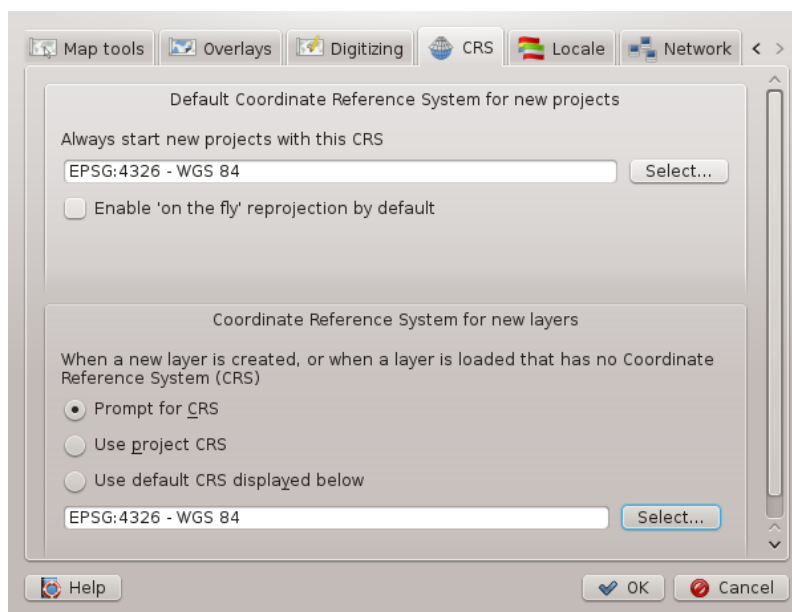 Map tools
Overlays
Digitizing
CRS
Locale
Network
Default Coordinate Reference System for new projects
Always start new projects with this CRS
EPSG:4326 - WGS 84
Select...
Enable 'on the fly' reprojection by default
Coordinate Reference System for new layers
When a new layer is created, or when a layer is loaded that has no Coordinate
Reference System (CRS)
Prompt for CRS
Use project CRS
Use default CRS displayed below
EPSG:4326 - WGS 84
Select...
Help
OK
Cancel